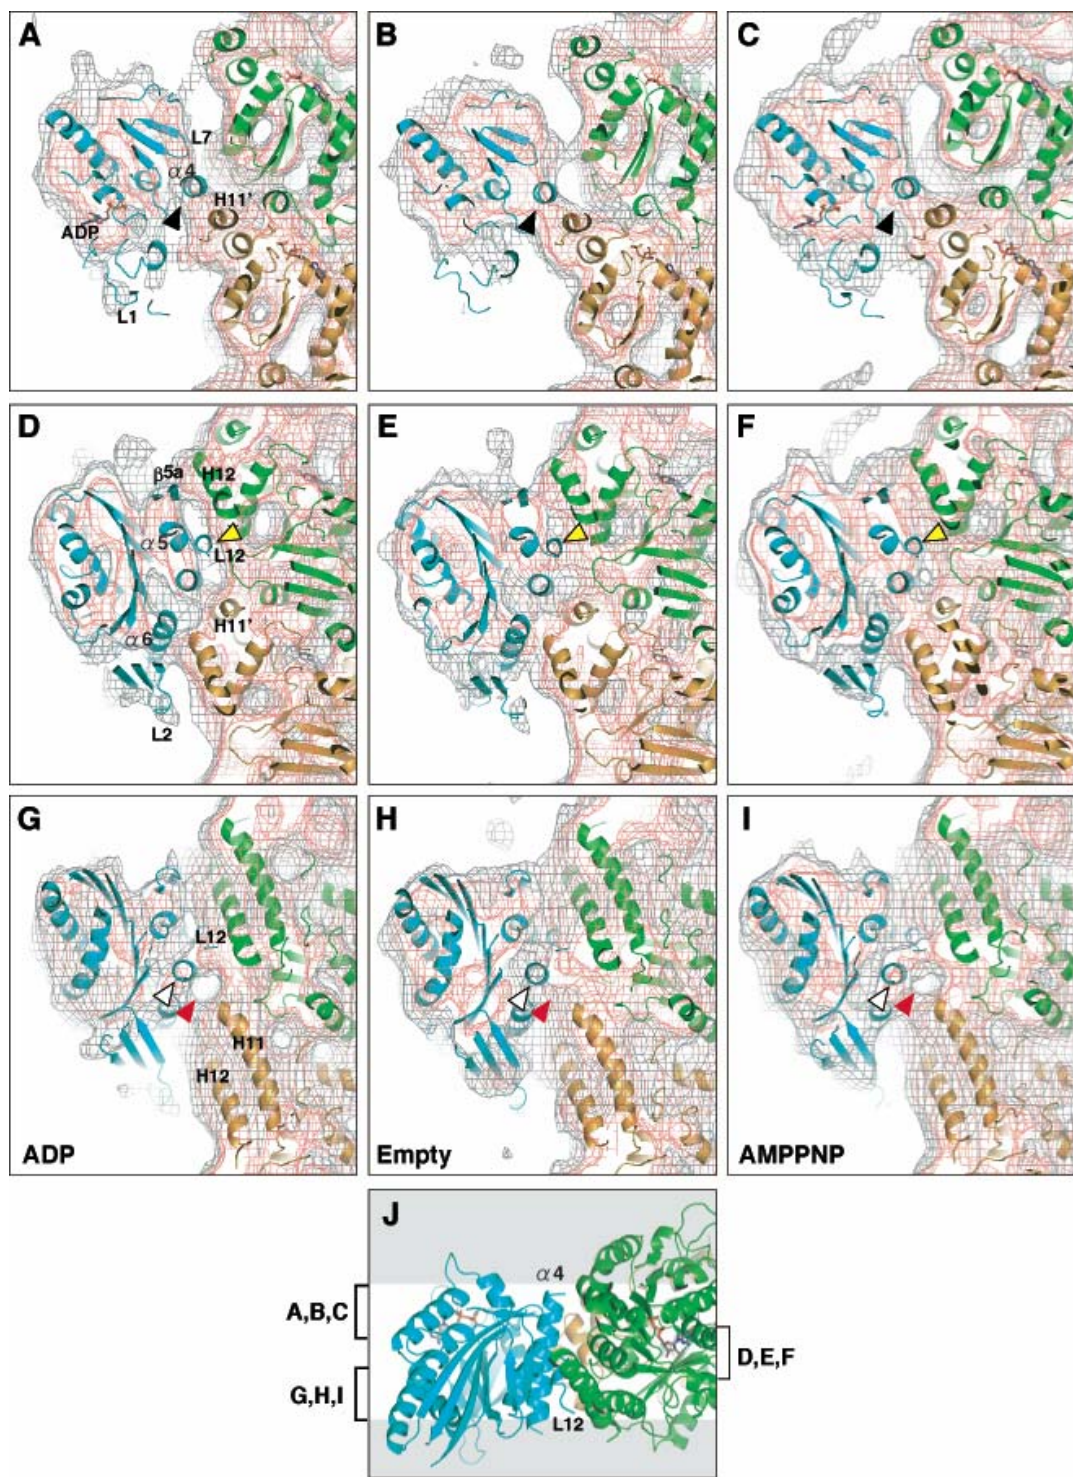 A
B
C
L7
α4
H11'
ADP
L1
D
E
F
β5a
H12
α5
L12
H11'
α6
L2
G
H
I
L12
H11
H12
ADP
Empty
AMPPNP
J
α4
A,B,C
D,E,F
G,H,I
L12